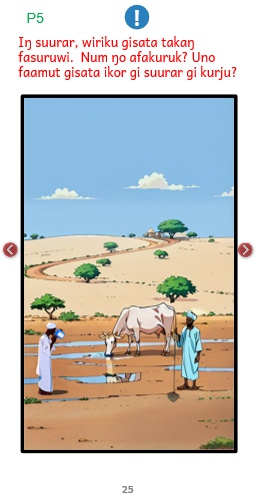 P5
!
Iŋ suurar, wiriku gisata takaŋ
fasuruwi. Num ŋo afakuruk? Uno
faamut gisata ikor gi suurar gi kurju?
25